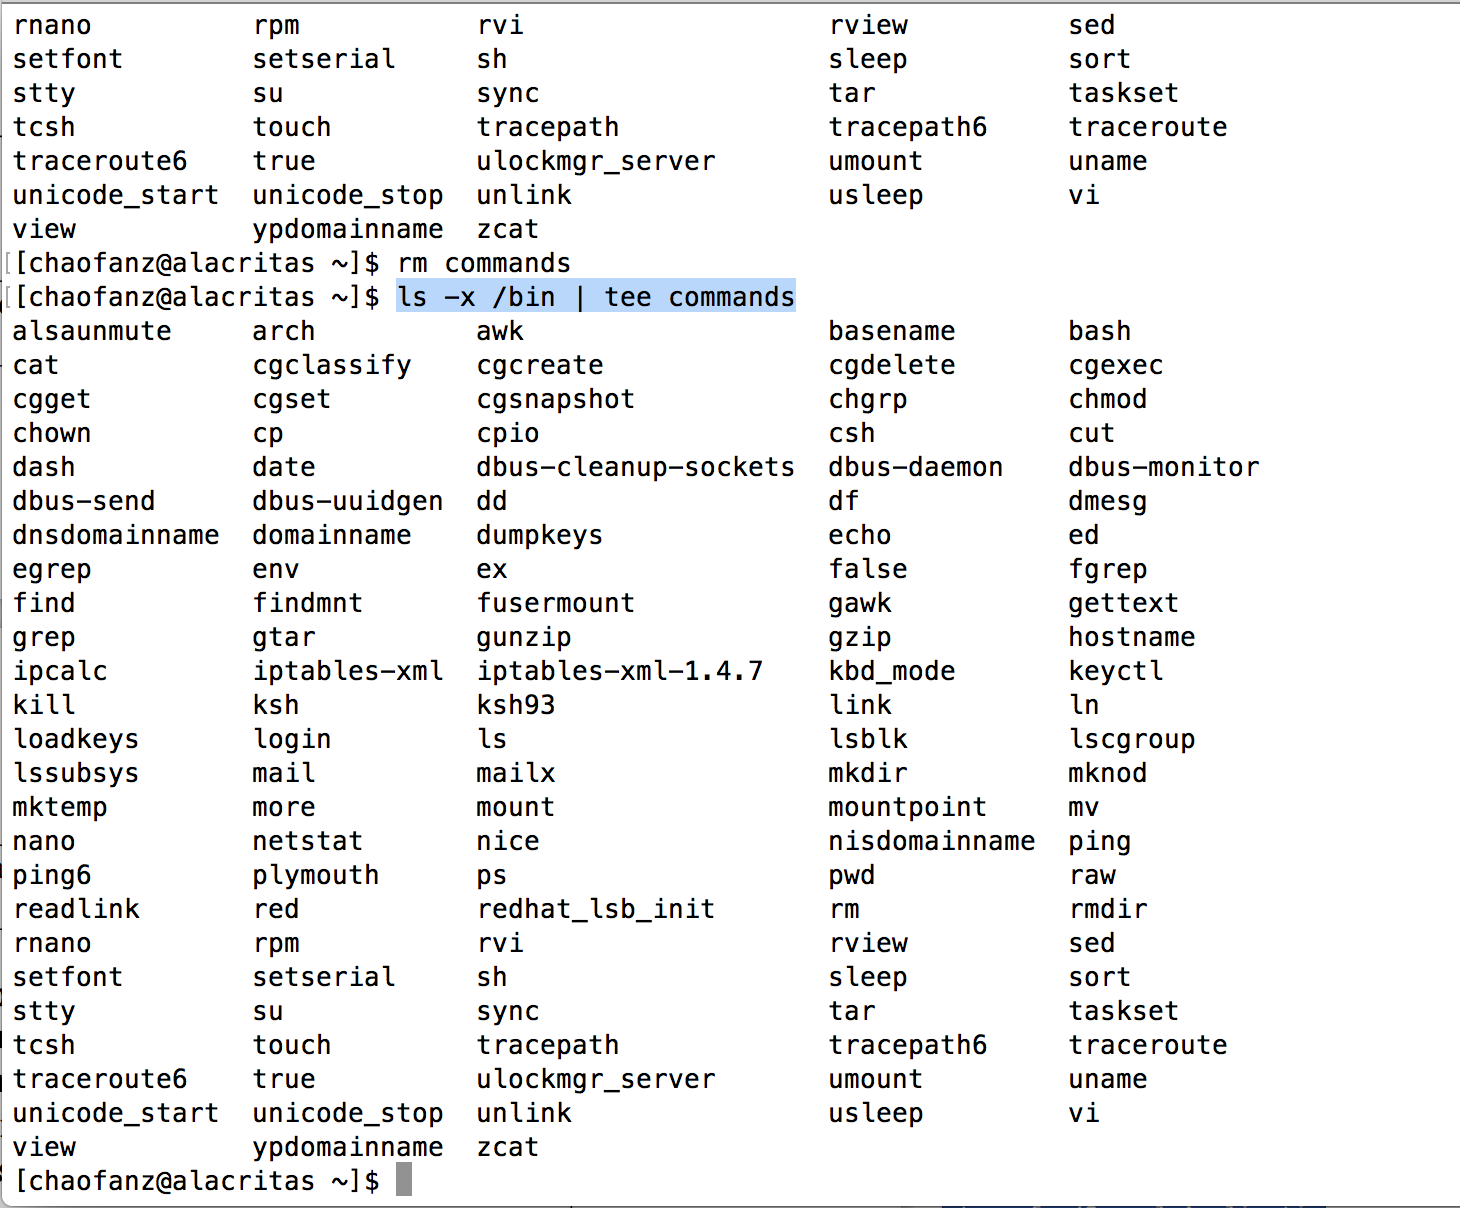 rnano          rpm           rvi                   rview          sed
setfont        setserial     sh                    sleep          sort
stty           su            sync                  tar            taskset
tcsh           touch         tracepath             tracepath6     traceroute
traceroute6    true          ulockmgr_server       umount         uname
unicode_start  unicode_stop  unlink                usleep         vi
view           ypdomainname  zcat
[[chaofanz@alacritas ~]$ rm commands
[[chaofanz@alacritas ~]$ ls -x /bin | tee commands
alsaunmute     arch          awk                   basename       bash
cat            cgclassify    cgcreate              cgdelete       cgexec
cgget          cgset         cgsnapshot            chgrp          chmod
chown          cp            cpio                  csh            cut
dash           date          dbus-cleanup-sockets  dbus-daemon    dbus-monitor
dbus-send      dbus-uuidgen  dd                    df             dmesg
dnsdomainname  domainname    dumpkeys              echo           ed
egrep          env           ex                    false          fgrep
find           findmnt       fusermount            gawk           gettext
grep           gtar          gunzip                gzip           hostname
ipcalc         iptables-xml  iptables-xml-1.4.7    kbd_mode       keyctl
kill           ksh           ksh93                 link           ln
loadkeys       login         ls                    lsblk          lscgroup
lssubsys       mail          mailx                 mkdir          mknod
mktemp         more          mount                 mountpoint     mv
nano           netstat       nice                  nisdomainname  ping
ping6          plymouth      ps                    pwd            raw
readlink       red           redhat_lsb_init       rm             rmdir
rnano          rpm           rvi                   rview          sed
setfont        setserial     sh                    sleep          sort
stty           su            sync                  tar            taskset
tcsh           touch         tracepath             tracepath6     traceroute
traceroute6    true          ulockmgr_server       umount         uname
unicode_start  unicode_stop  unlink                usleep         vi
view           ypdomainname  zcat
[chaofanz@alacritas ~]$